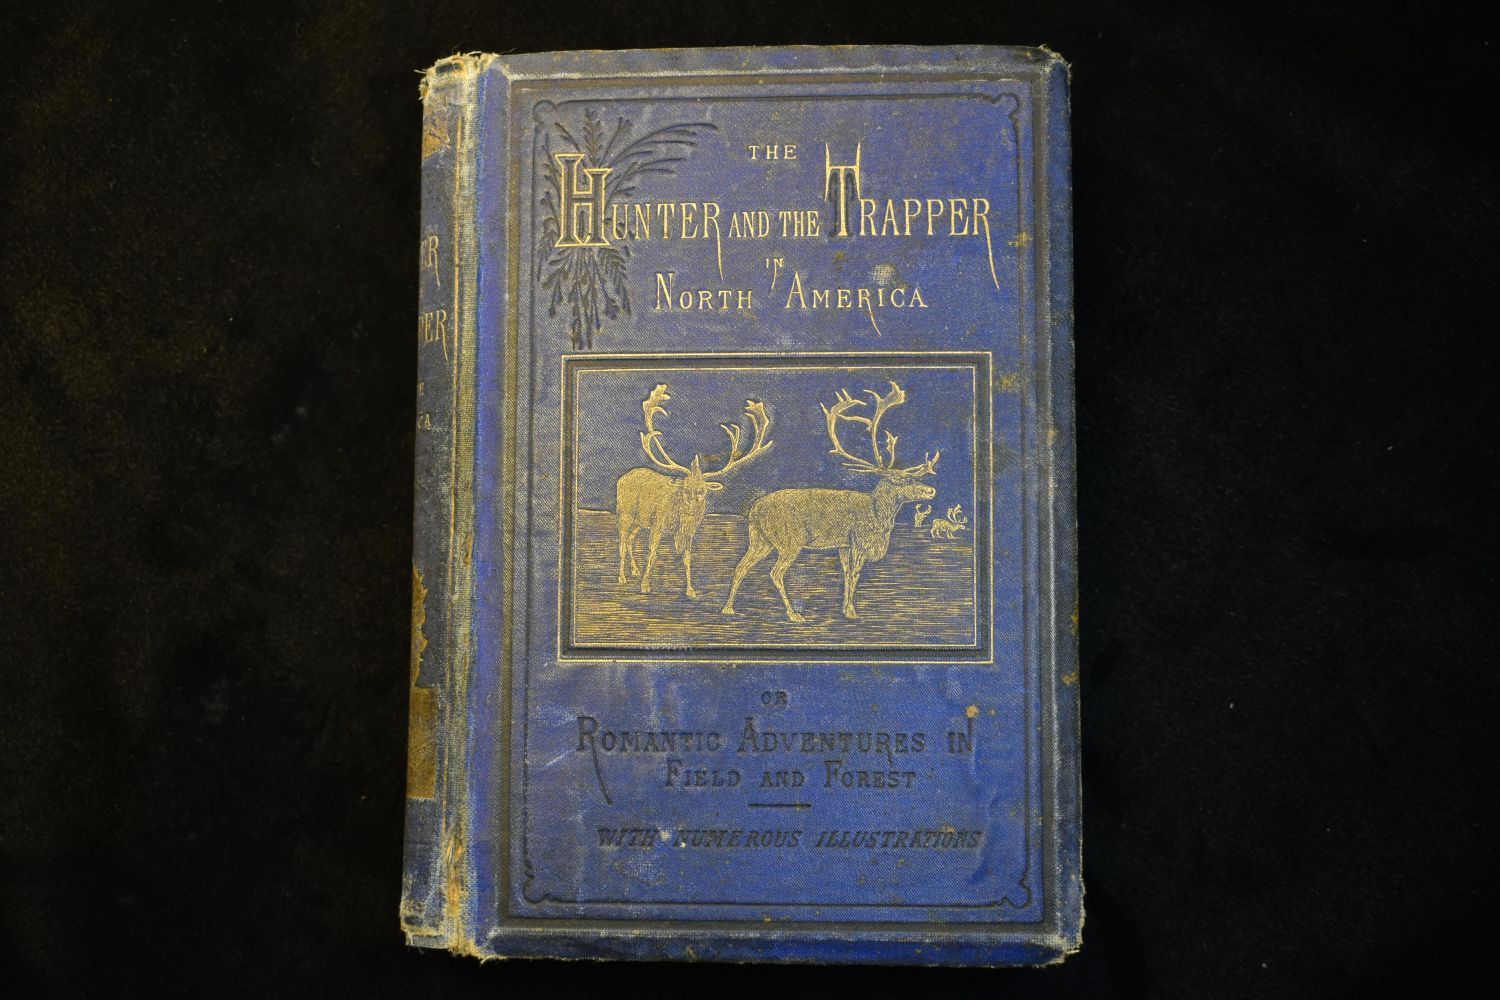 THE
HUNTER AND THE TRAPPER
IN
NORTH AMERICA
OR
ROMANTIC ADVENTURES IN
FIELD AND FOREST
WITH NUMEROUS ILLUSTRATIONS